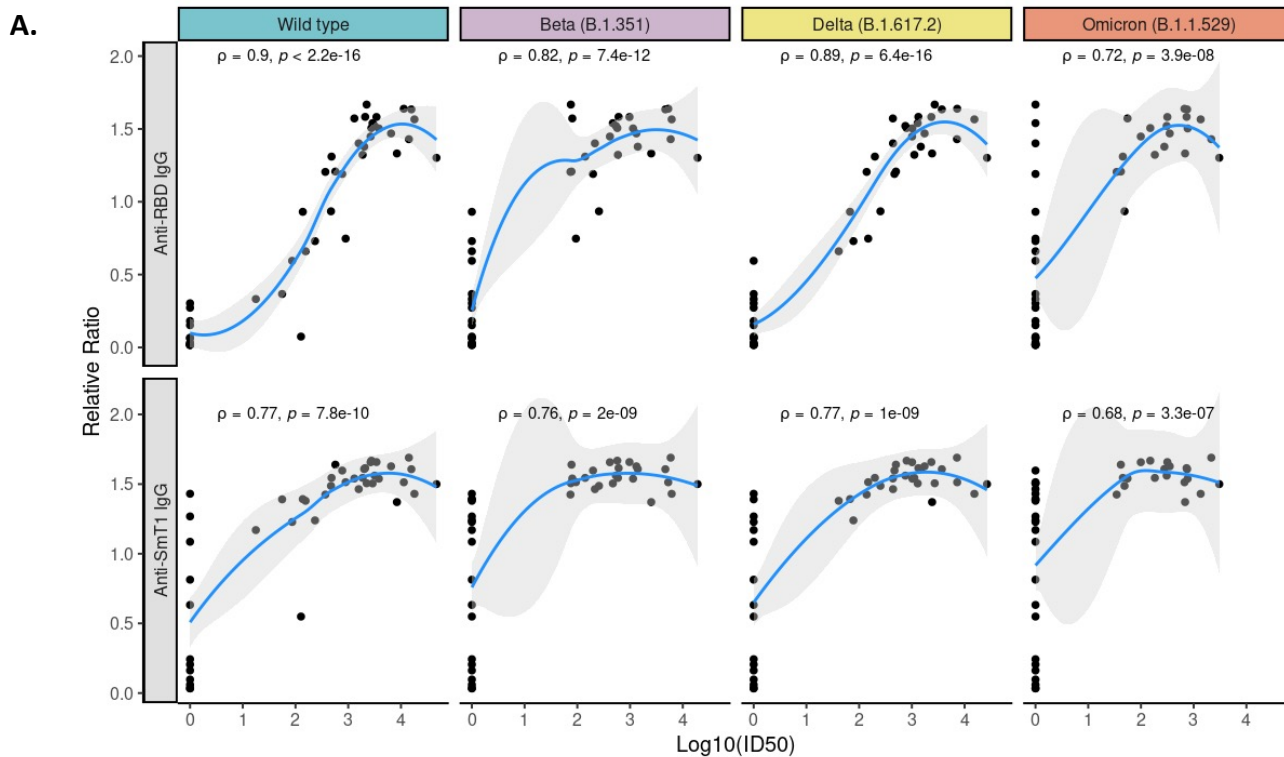 A.
Wild type
Beta (B.1.351)
Delta (B.1.617.2)
Omicron (B.1.1.529)
Relative Ratio
Anti-RBD IgG
2.0
1.5
1.0
0.5
0.0
ρ = 0.9, p < 2.2e-16
ρ = 0.82, p = 7.4e-12
ρ = 0.89, p = 6.4e-16
ρ = 0.72, p = 3.9e-08
Anti-SmT1 IgG
2.0
1.5
1.0
0.5
0.0
ρ = 0.77, p = 7.8e-10
ρ = 0.76, p = 2e-09
ρ = 0.77, p = 1e-09
ρ = 0.68, p = 3.3e-07
0 1 2 3 4
0 1 2 3 4
0 1 2 3 4
0 1 2 3 4
Log10(ID50)